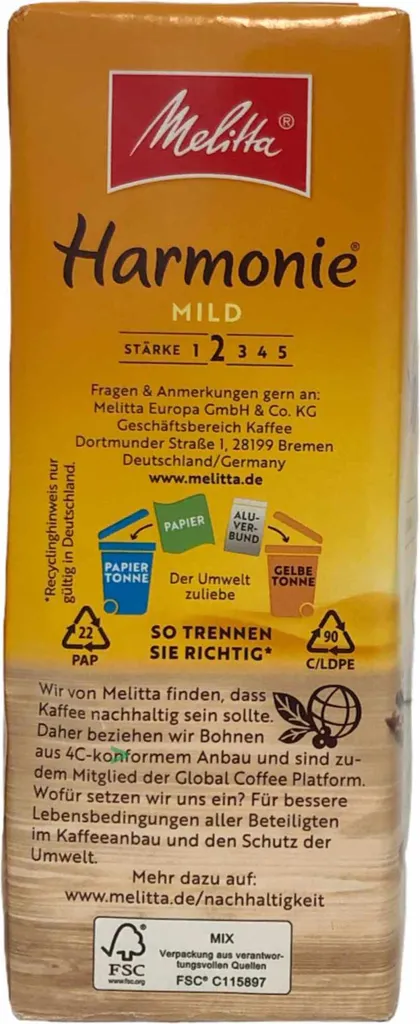 Melitta®
Harmonie®
MILD
STÄRKE 1 2 3 4 5
Fragen & Anmerkungen gern an:
Melitta Europa GmbH & Co. KG
Geschäftsbereich Kaffee
Dortmunder Straße 1, 28199 Bremen
Deutschland/Germany
www.melitta.de
*Recyclinghinweis nur
gültig in Deutschland.
PAPIER
ALU-
VER-
BUND
PAPIER
TONNE
GELBE
TONNE
Der Umwelt
zuliebe
22
PAP
SO TRENNEN
SIE RICHTIG*
90
C/LDPE
Wir von Melitta finden, dass
Kaffee nachhaltig sein sollte.
Daher beziehen wir Bohnen
aus 4C-konformem Anbau und sind zu-
dem Mitglied der Global Coffee Platform.
Wofür setzen wir uns ein? Für bessere
Lebensbedingungen aller Beteiligten
im Kaffeeanbau und den Schutz der
Umwelt.
Mehr dazu auf:
www.melitta.de/nachhaltigkeit
FSC
www.fsc.org
MIX
Verpackung aus verantwor-
tungsvollen Quellen
FSC® C115897